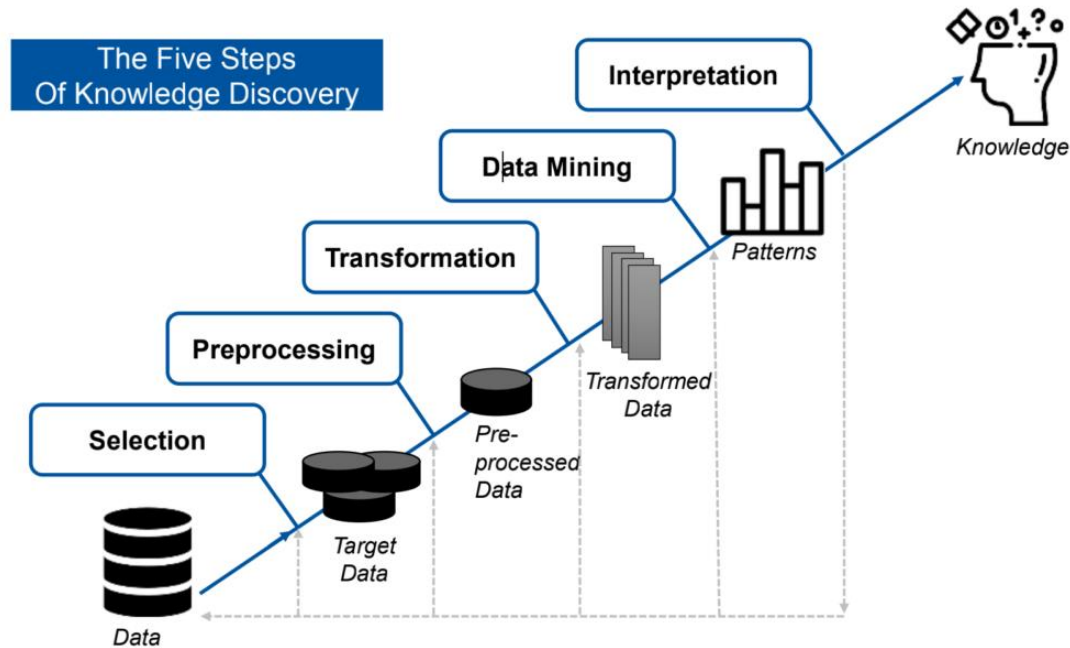 The Five Steps
Of Knowledge Discovery
Interpretation
Knowledge
Data Mining
Patterns
Transformation
Transformed
Data
Preprocessing
Pre-
processed
Data
Selection
Target
Data
Data
1
?
+